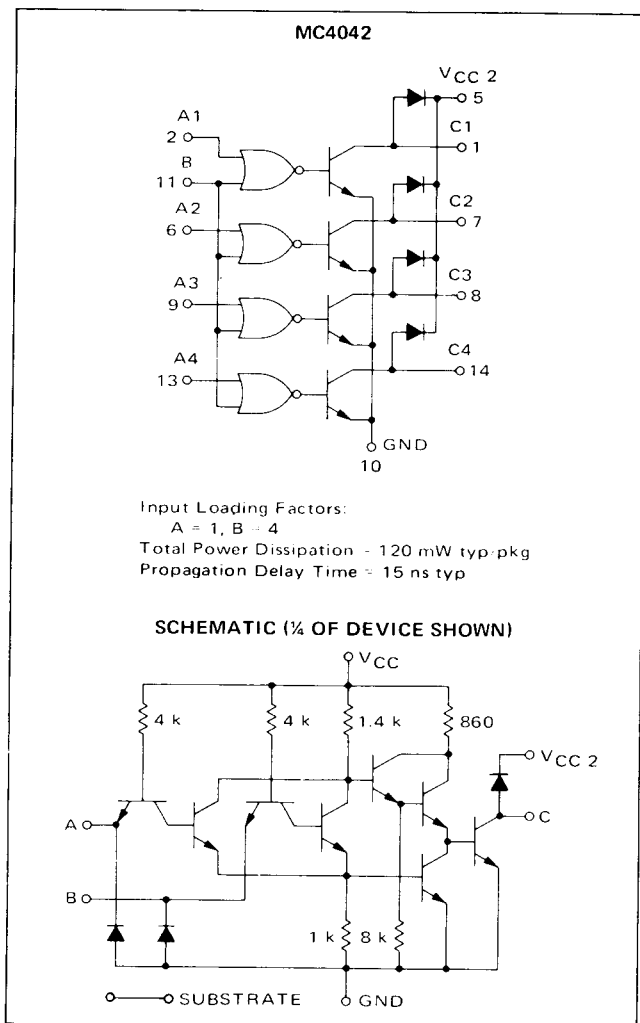 MC4042
VCC 2
5
A1
2
C1
1
B
11
A2
6
C2
7
A3
9
C3
8
A4
13
C4
14
GND
10
Input Loading Factors:
A = 1, B = 4
Total Power Dissipation = 120 mW typ/pkg
Propagation Delay Time = 15 ns typ
SCHEMATIC (¼ OF DEVICE SHOWN)
VCC
4 k
4 k
1.4 k
860
VCC 2
A
C
B
1 k
8 k
SUBSTRATE
GND